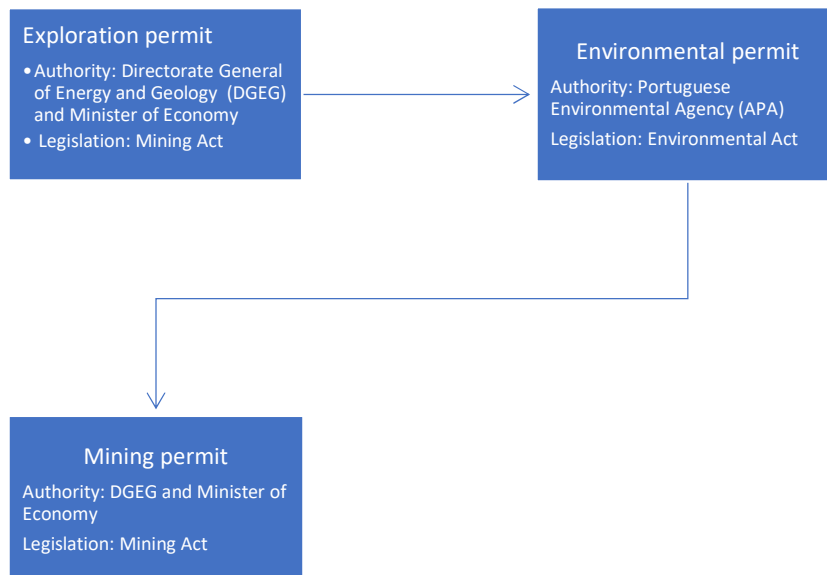 Exploration permit
•Authority: Directorate General
of Energy and Geology (DGEG)
and Minister of Economy
• Legislation: Mining Act
Environmental permit
Authority: Portuguese
Environmental Agency (APA)
Legislation: Environmental Act
Mining permit
Authority: DGEG and Minister of
Economy
Legislation: Mining Act